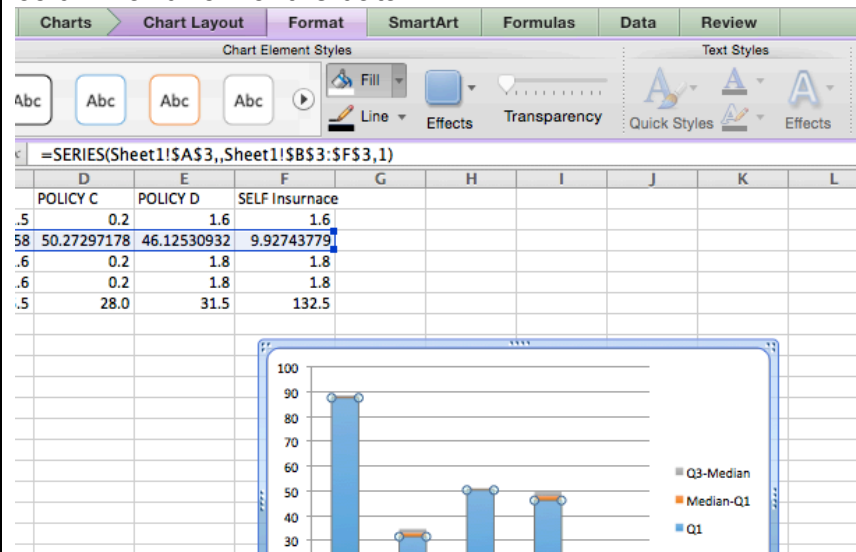 Charts Chart Layout Format SmartArt Formulas Data Review
Chart Element Styles Text Styles
Abc Abc Abc Abc Fill
Line Effects Transparency Quick Styles Effects
=SERIES(Sheet1!$A$3,,Sheet1!$B$3:$F$3,1)
D E F G H I J K L
POLICY C POLICY D SELF Insurnace
.5 0.2 1.6 1.6
58 50.27297178 46.12530932 9.92743779
.6 0.2 1.8 1.8
.6 0.2 1.8 1.8
.5 28.0 31.5 132.5
100
90
80
70
60
50
40
30
Q3-Median
Median-Q1
Q1